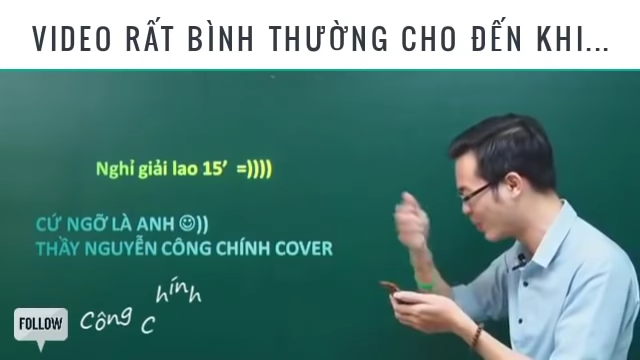 VIDEO RẤT BÌNH THƯỜNG CHO ĐẾN KHI...
Nghỉ giải lao 15’ =))))
CỨ NGỠ LÀ ANH ☺))
THẦY NGUYỄN CÔNG CHÍNH COVER
Công Chính
FOLLOW